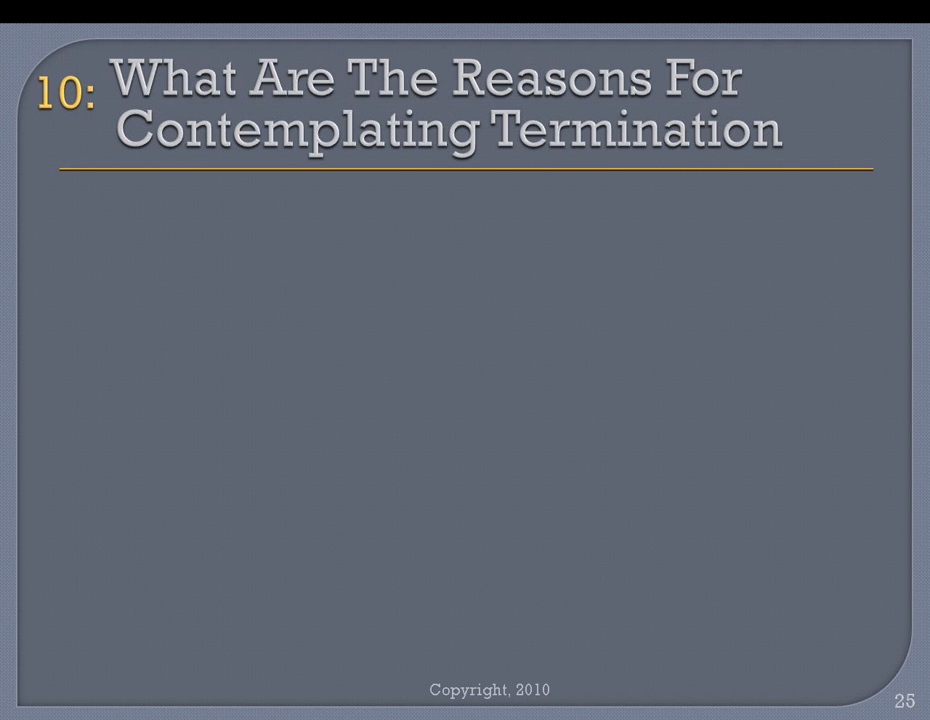 10: What Are The Reasons For
Contemplating Termination
Copyright, 2010
25